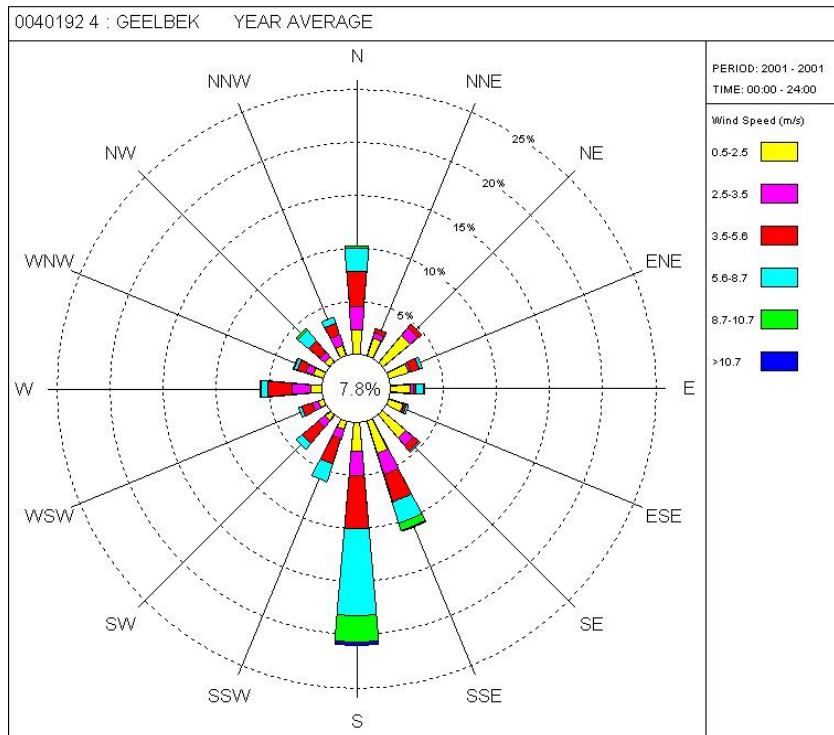 0040192 4 : GEELBEK YEAR AVERAGE
PERIOD: 2001 - 2001
TIME: 00:00 - 24:00
Wind Speed (m/s)
0.5-2.5
2.5-3.5
3.5-5.6
5.6-8.7
8.7-10.7
>10.7
N
NNE
NE
ENE
E
ESE
SE
SSE
S
SSW
SW
WSW
W
WNW
NW
NNW
25%
20%
15%
10%
5%
7.8%